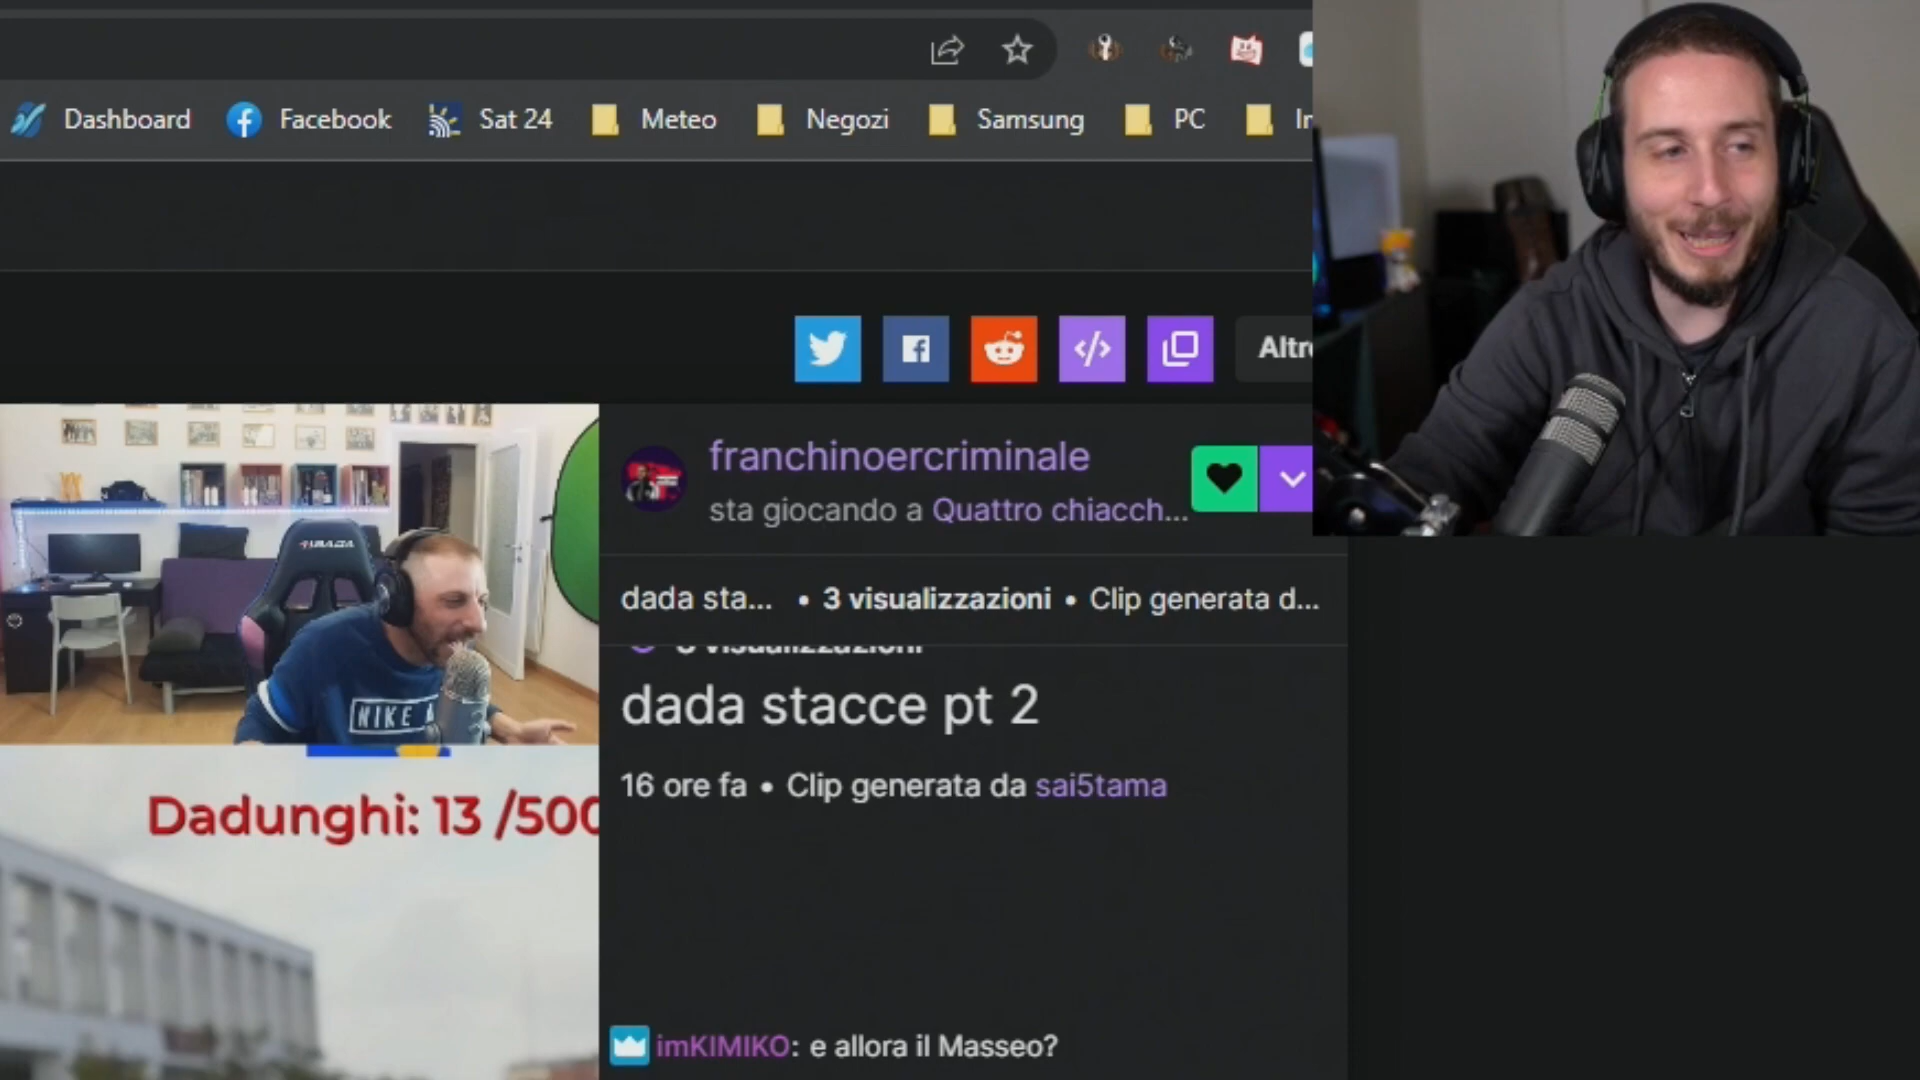 Dashboard
Facebook
Sat 24
Meteo
Negozi
Samsung
PC
Altr
franchinoercriminale
sta giocando a Quattro chiacch...
dada sta... • 3 visualizzazioni • Clip generata d...
3 visualizzazioni
dada stacce pt 2
16 ore fa • Clip generata da sai5tama
NIKE
Dadunghi: 13 /500
imKIMIKO: e allora il Masseo?